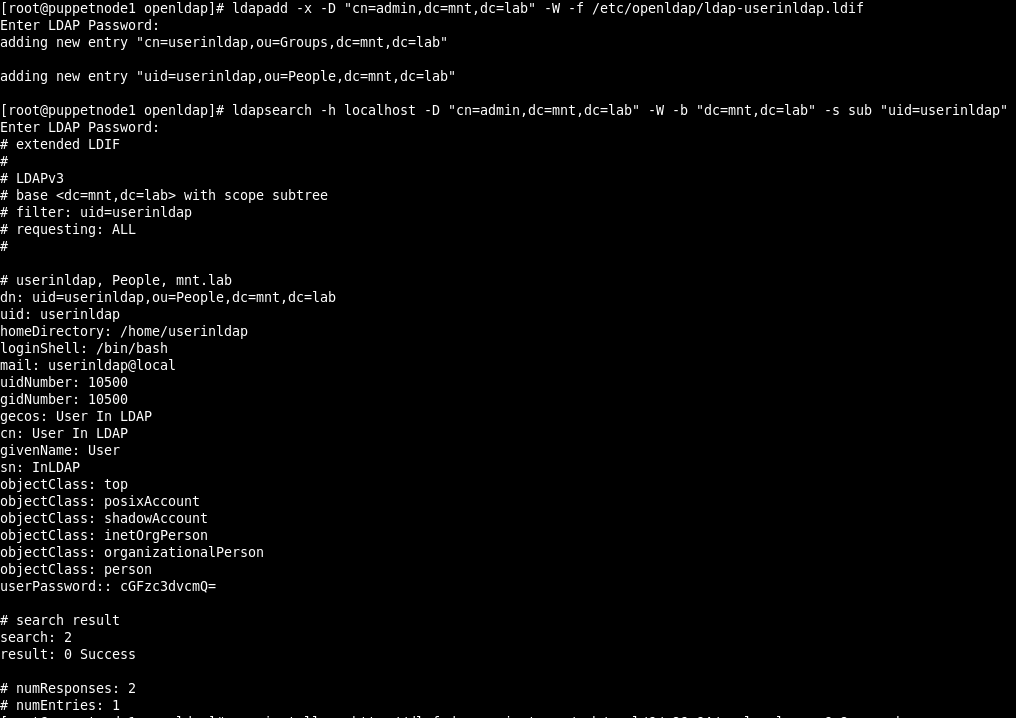 [root@puppetnode1 openldap]# ldapadd -x -D "cn=admin,dc=mnt,dc=lab" -W -f /etc/openldap/ldap-userinldap.ldif
Enter LDAP Password:
adding new entry "cn=userinldap,ou=Groups,dc=mnt,dc=lab"
adding new entry "uid=userinldap,ou=People,dc=mnt,dc=lab"
[root@puppetnode1 openldap]# ldapsearch -h localhost -D "cn=admin,dc=mnt,dc=lab" -W -b "dc=mnt,dc=lab" -s sub "uid=userinldap"
Enter LDAP Password:
# extended LDIF
#
# LDAPv3
# base <dc=mnt,dc=lab> with scope subtree
# filter: uid=userinldap
# requesting: ALL
#
# userinldap, People, mnt.lab
dn: uid=userinldap,ou=People,dc=mnt,dc=lab
uid: userinldap
homeDirectory: /home/userinldap
loginShell: /bin/bash
mail: userinldap@local
uidNumber: 10500
gidNumber: 10500
gecos: User In LDAP
cn: User In LDAP
givenName: User
sn: InLDAP
objectClass: top
objectClass: posixAccount
objectClass: shadowAccount
objectClass: inetOrgPerson
objectClass: organizationalPerson
objectClass: person
userPassword:: cGFzc3dvcmQ=
# search result
search: 2
result: 0 Success
# numResponses: 2
# numEntries: 1